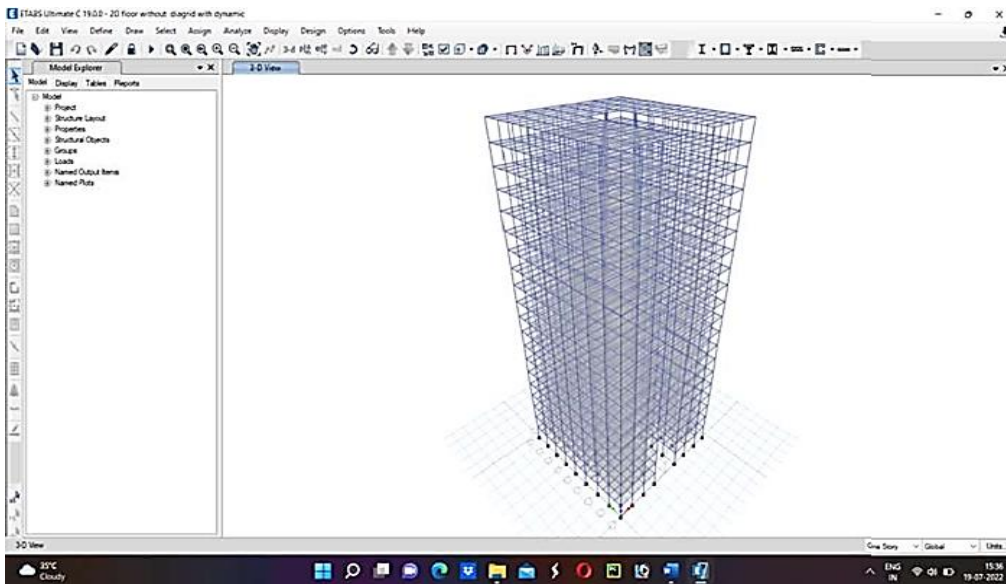 ETABS Ultimate C 19.0.0 - 20 floor without diagrid with dynamic
File Edit View Define Draw Select Assign Analyze Display Design Options Tools Help
Model Explorer
3-D View
Model Display Tables Reports
Model
Project
Structure Layout
Properties
Structural Objects
Groups
Loads
Named Output Items
Named Plots
3-D View
One Story
Global
Units...
35°C
Cloudy
ENG
IN
19-07-2022